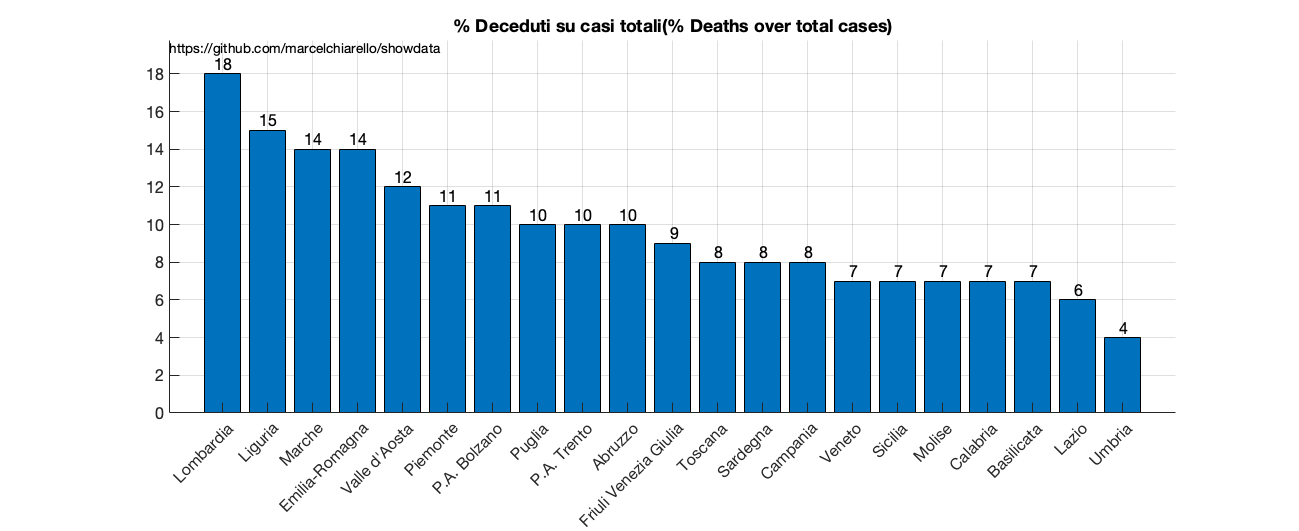 % Deceduti su casi totali(% Deaths over total cases)
https://github.com/marcelchiarello/showdata
18
15
14
14
12
11
11
10
10
10
9
8
8
8
7
7
7
7
7
6
4
18
16
14
12
10
8
6
4
2
0
Lombardia
Liguria
Marche
Emilia-Romagna
Valle d'Aosta
Piemonte
P.A. Bolzano
Puglia
P.A. Trento
Abruzzo
Friuli Venezia Giulia
Toscana
Sardegna
Campania
Veneto
Sicilia
Molise
Calabria
Basilicata
Lazio
Umbria